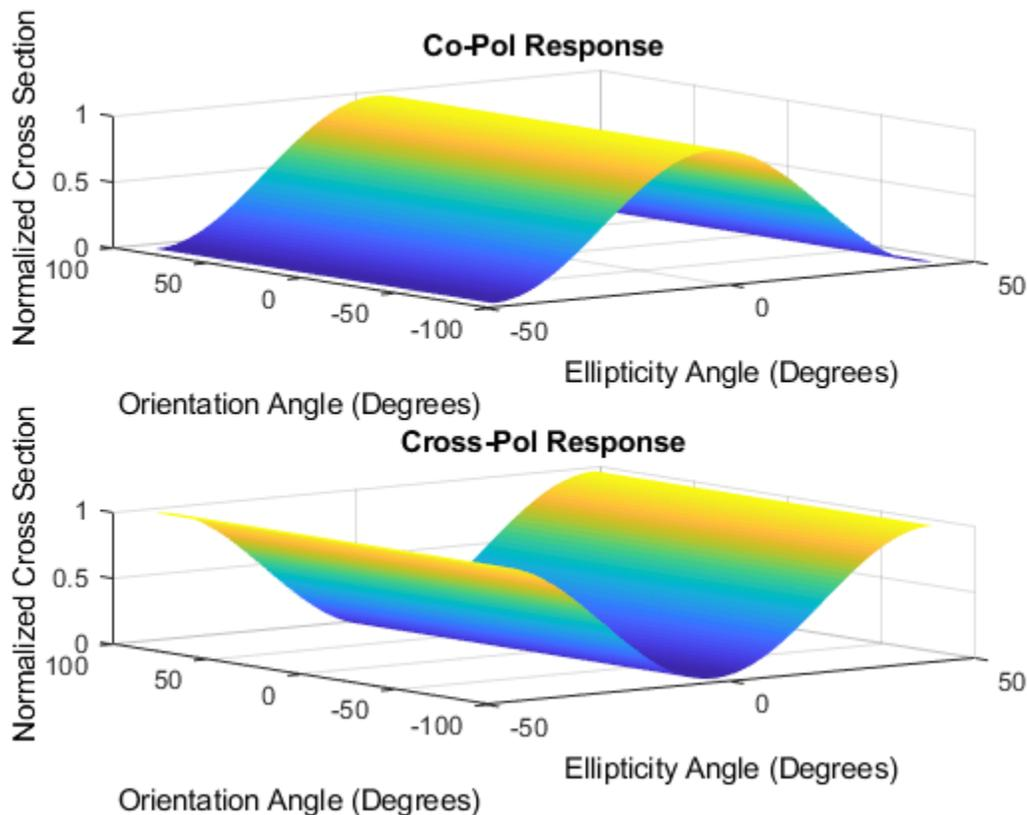 Co-Pol Response
Normalized Cross Section
1
0.5
0
100
50
0
-50
-100
-50
0
50
Ellipticity Angle (Degrees)
Orientation Angle (Degrees)
Cross-Pol Response
Normalized Cross Section
1
0.5
0
100
50
0
-50
-100
-50
0
50
Ellipticity Angle (Degrees)
Orientation Angle (Degrees)